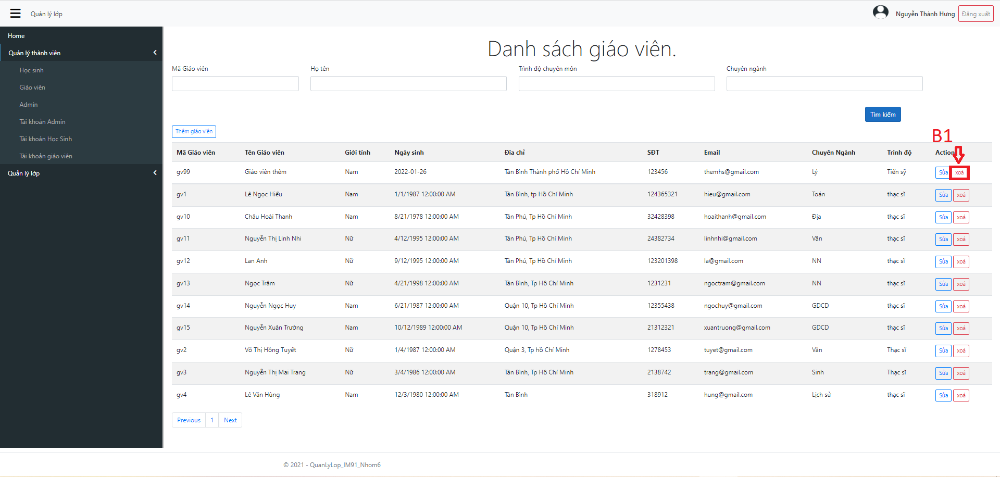 Quản lý lớp
Nguyễn Thành Hưng Đăng xuất
Home
Quản lý thành viên
Học sinh
Giáo viên
Admin
Tài khoản Admin
Tài khoản Học Sinh
Tài khoản giáo viên
Quản lý lớp
Danh sách giáo viên.
Mã Giáo viên Họ tên Trình độ chuyên môn Chuyên ngành
Tìm kiếm
Thêm giáo viên
B1
Mã Giáo viên Tên Giáo viên Giới tính Ngày sinh Địa chỉ SĐT Email Chuyên Ngành Trình độ Action
gv99 Giáo viên thêm Nam 2022-01-26 Tân Bình Thành phố Hồ Chí Minh 123456 themhs@gmail.com Lý Tiến sỹ Sửa xoá
gv1 Lê Ngọc Hiếu Nam 1/1/1987 12:00:00 AM Tân Bình, tp Hồ Chí Minh 124365321 hieu@gmail.com Toán thạc sĩ Sửa xoá
gv10 Châu Hoài Thanh Nam 8/21/1978 12:00:00 AM Tân Phú, Tp Hồ Chí Minh 32428398 hoaithanh@gmail.com Địa thạc sĩ Sửa xoá
gv11 Nguyễn Thị Linh Nhi Nữ 4/12/1995 12:00:00 AM Tân Phú, Tp Hồ Chí Minh 24382734 linhnhi@gmail.com Văn thạc sĩ Sửa xoá
gv12 Lan Anh Nữ 9/12/1995 12:00:00 AM Tân Phú, Tp Hồ Chí Minh 123201398 la@gmail.com NN thạc sĩ Sửa xoá
gv13 Ngọc Trâm Nữ 4/21/1998 12:00:00 AM Tân Bình, Tp Hồ Chí Minh 1231231 ngoctram@gmail.com NN thạc sĩ Sửa xoá
gv14 Nguyễn Ngọc Huy Nam 6/21/1987 12:00:00 AM Quận 10, Tp Hồ Chí Minh 12355438 ngochuy@gmail.com GDCD thạc sĩ Sửa xoá
gv15 Nguyễn Xuân Trường Nam 10/12/1989 12:00:00 AM Quận 10, Tp Hồ Chí Minh 21312321 xuantruong@gmail.com GDCD thạc sĩ Sửa xoá
gv2 Võ Thị Hồng Tuyết Nữ 1/4/1987 12:00:00 AM Quận 3, Tp hồ Chí Minh 1278453 tuyet@gmail.com Văn Thạc sĩ Sửa xoá
gv3 Nguyễn Thị Mai Trang Nữ 3/4/1986 12:00:00 AM Tân Bình, Tp Hồ Chí Minh 2138742 trang@gmail.com Sinh Thạc sĩ Sửa xoá
gv4 Lê Văn Hùng Nam 12/3/1980 12:00:00 AM Tân Bình 318912 hung@gmail.com Lịch sử thạc sĩ Sửa xoá
Previous 1 Next
© 2021 - QuanLyLop_IM91_Nhom6